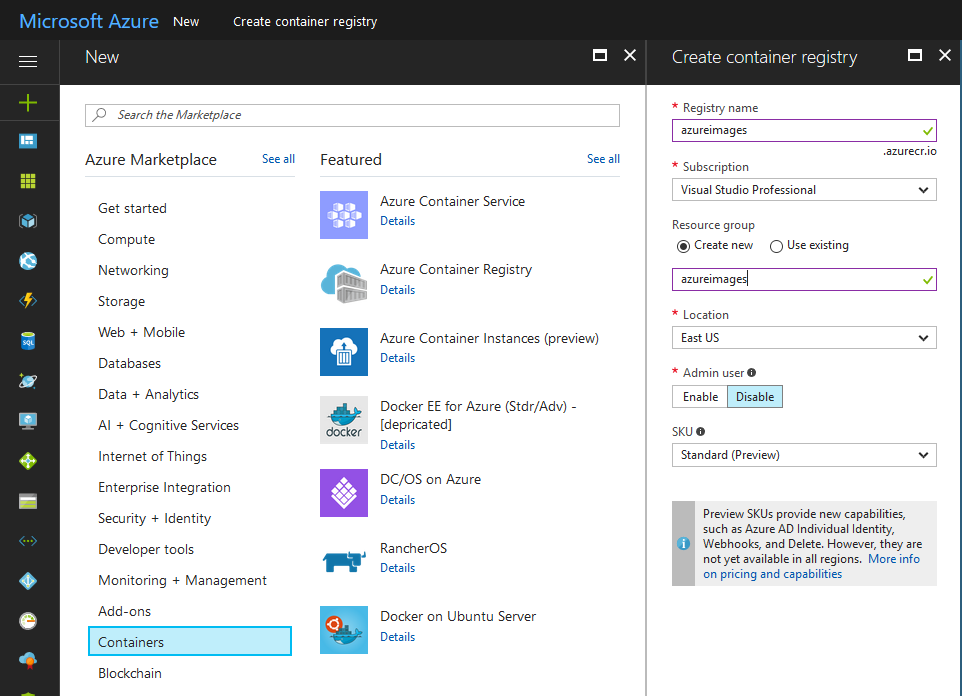 Microsoft Azure New Create container registry
New
Search the Marketplace
Azure Marketplace See all
Get started
Compute
Networking
Storage
Web + Mobile
Databases
Data + Analytics
AI + Cognitive Services
Internet of Things
Enterprise Integration
Security + Identity
Developer tools
Monitoring + Management
Add-ons
Containers
Blockchain
Featured See all
Azure Container Service
Details
Azure Container Registry
Details
Azure Container Instances (preview)
Details
docker
Docker EE for Azure (Stdr/Adv) -
[depricated]
Details
DC/OS on Azure
Details
RancherOS
Details
Docker on Ubuntu Server
Details
Create container registry
* Registry name
azureimages
.azurecr.io
* Subscription
Visual Studio Professional
Resource group
Create new Use existing
azureimages
* Location
East US
* Admin user
Enable Disable
SKU
Standard (Preview)
Preview SKUs provide new capabilities,
such as Azure AD Individual Identity,
Webhooks, and Delete. However, they are
not yet available in all regions. More info
on pricing and capabilities
SQL